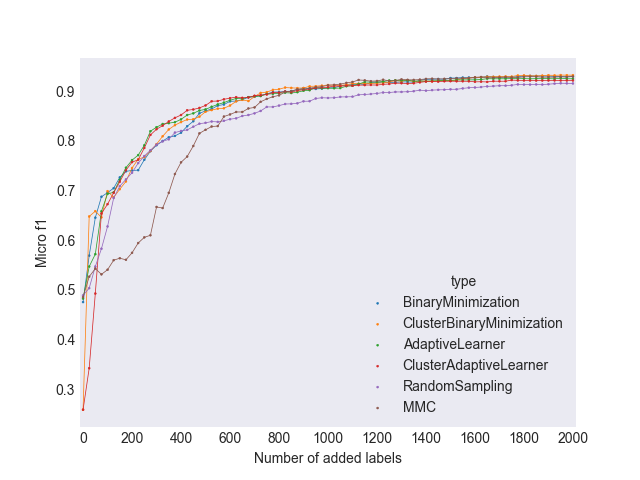 0.9
0.8
0.7
0.6
0.5
0.4
0.3
Micro f1
type
BinaryMinimization
ClusterBinaryMinimization
AdaptiveLearner
ClusterAdaptiveLearner
RandomSampling
MMC
0 200 400 600 800 1000 1200 1400 1600 1800 2000
Number of added labels